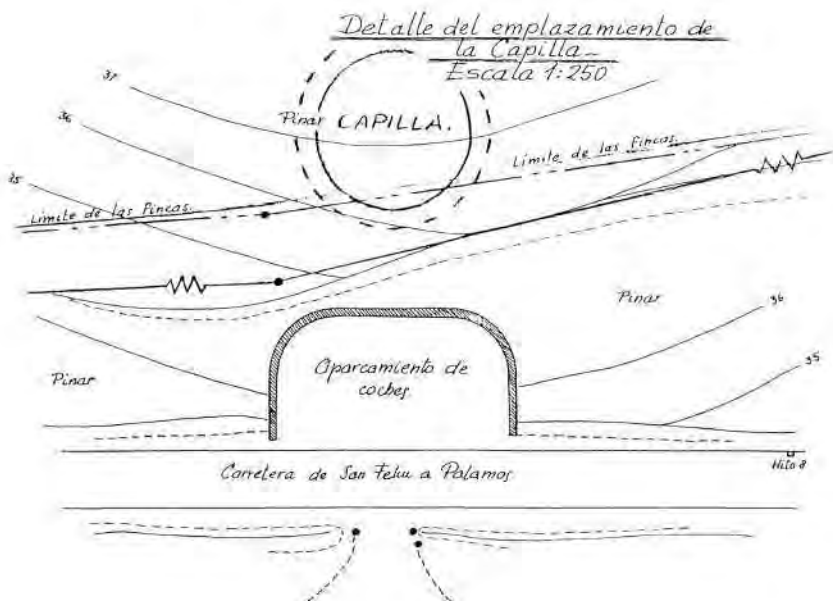 Detalle del emplazamiento de
la Capilla—
Escala 1:250
37
Pinar CAPILLA.
36
35
Límite de las Fincas.
Límite de las Fincas.
Pinar
36
35
Pinar
Aparcamiento de
coches
Carretera de San Feliu a Palamos
Hito 8